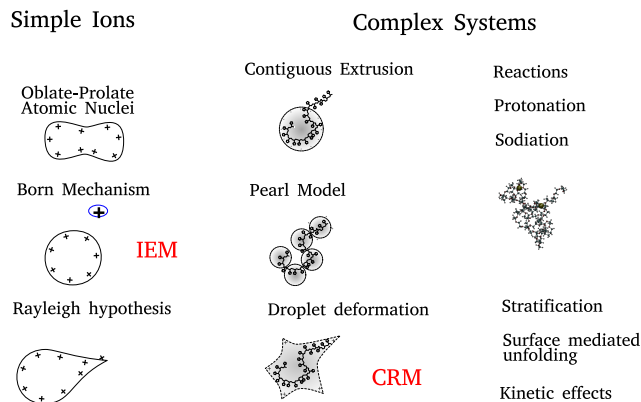 Simple Ions
Complex Systems
Oblate-Prolate
Atomic Nuclei
Contiguous Extrusion
Reactions
Protonation
Sodiation
Born Mechanism
IEM
Pearl Model
Rayleigh hypothesis
Droplet deformation
CRM
Stratification
Surface mediated
unfolding
Kinetic effects